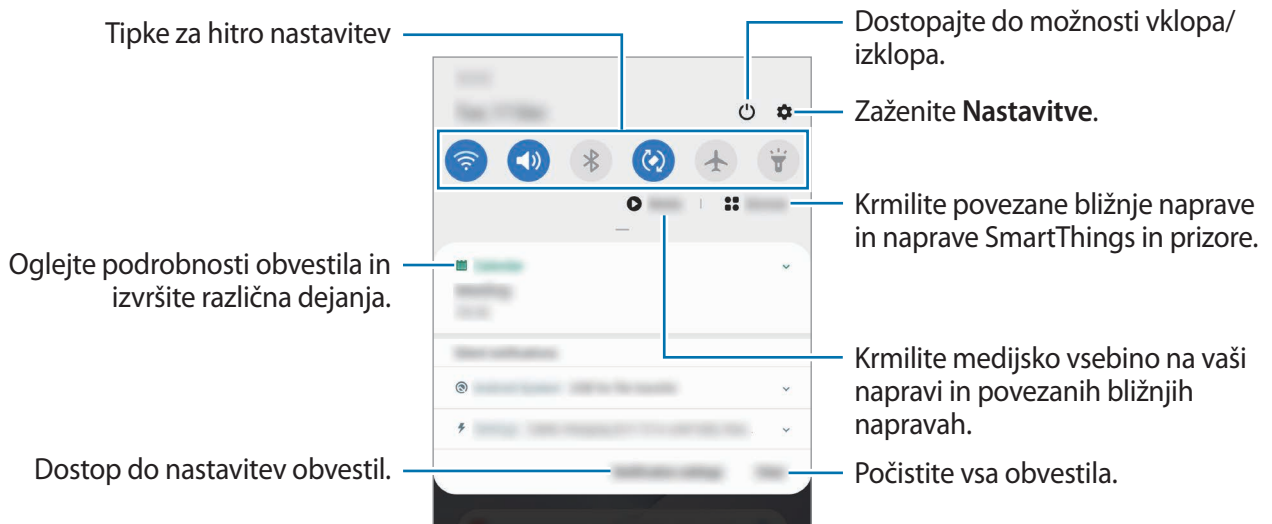 Tipke za hitro nastavitev
Dostopajte do možnosti vklopa/
izklopa.
Zaženite Nastavitve.
Krmilite povezane bližnje naprave
in naprave SmartThings in prizore.
Oglejte podrobnosti obvestila in
izvršite različna dejanja.
Krmilite medijsko vsebino na vaši
napravi in povezanih bližnjih
napravah.
Dostop do nastavitev obvestil.
Počistite vsa obvestila.